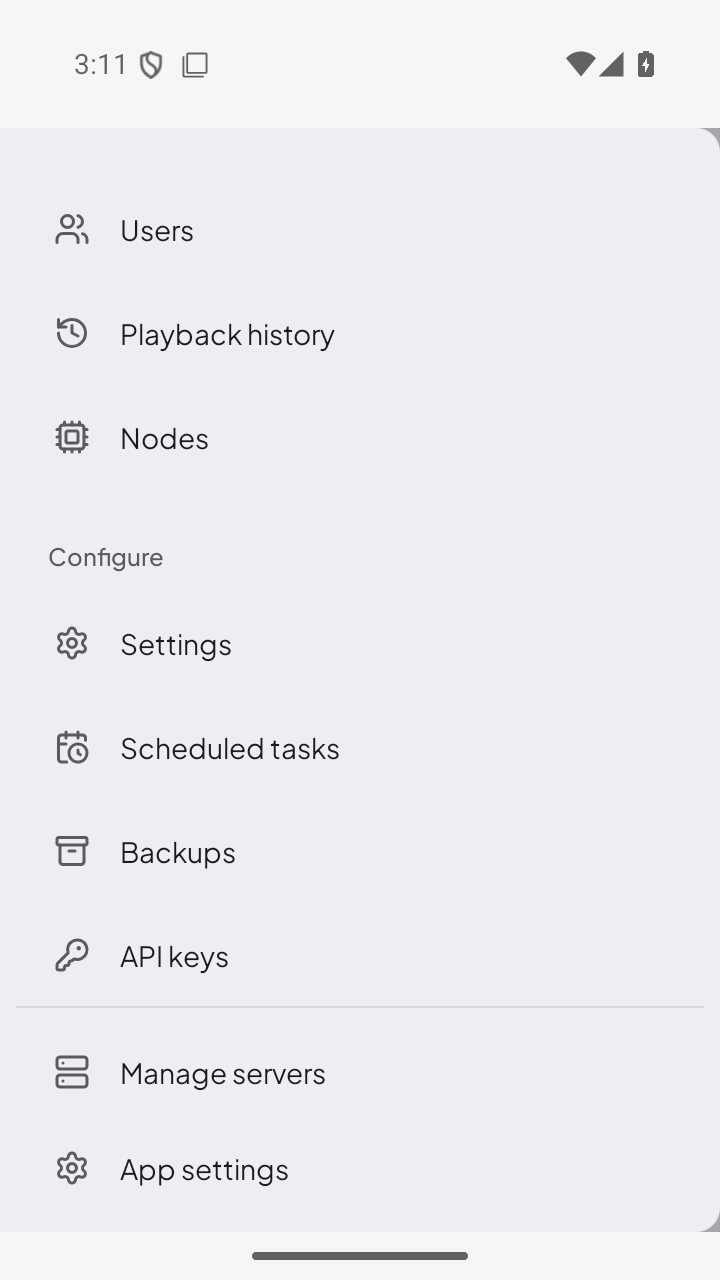 3:11
Users
Playback history
Nodes
Configure
Settings
Scheduled tasks
Backups
API keys
Manage servers
App settings